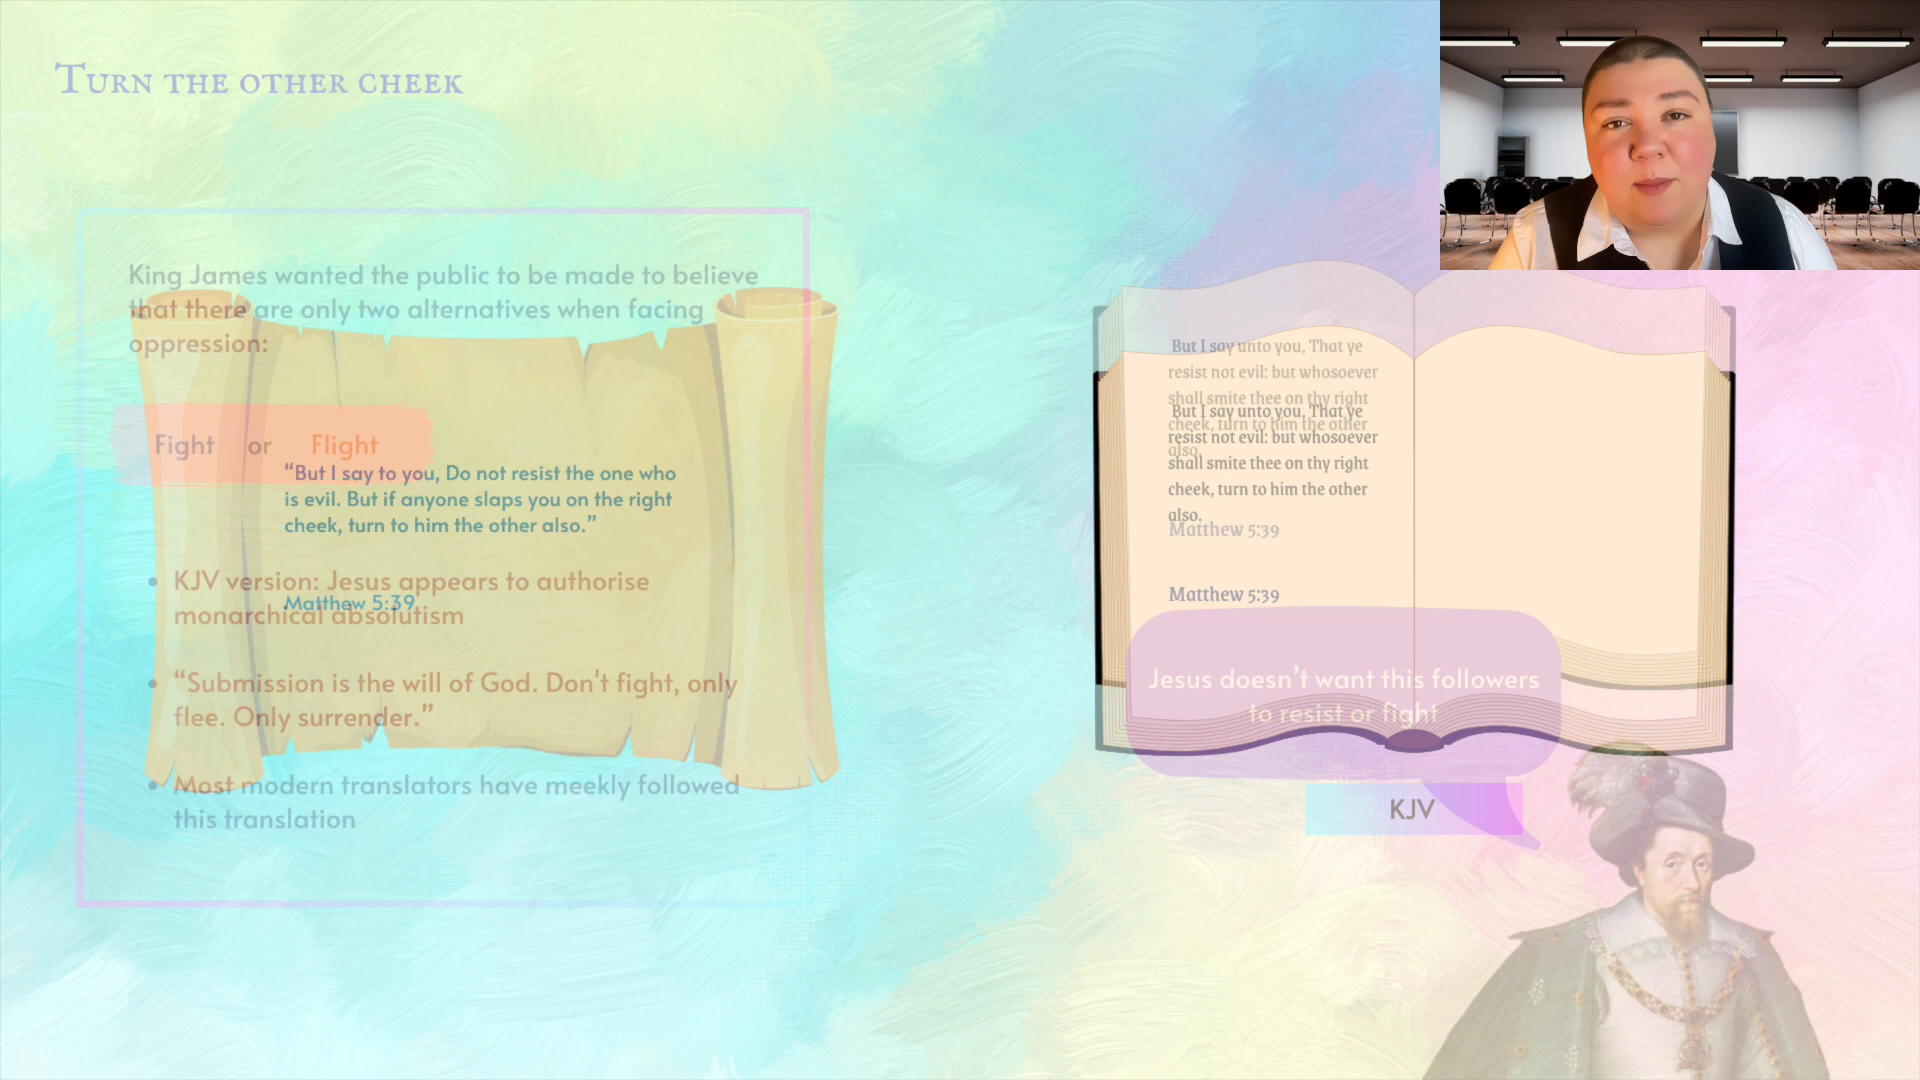 Turn the other cheek
King James wanted the public to be made to believe
that there are only two alternatives when facing
oppression:
Fight or Flight
“But I say to you, Do not resist the one who
is evil. But if anyone slaps you on the right
cheek, turn to him the other also.”
Matthew 5:39
• KJV version: Jesus appears to authorise
monarchical absolutism
• “Submission is the will of God. Don't fight, only
flee. Only surrender.”
• Most modern translators have meekly followed
this translation
But I say unto you, That ye
resist not evil: but whosoever
shall smite thee on thy right
cheek, turn to him the other
also.
Matthew 5:39
But I say unto you, That ye
resist not evil: but whosoever
shall smite thee on thy right
cheek, turn to him the other
also.
Matthew 5:39
Jesus doesn't want this followers
to resist or fight
KJV